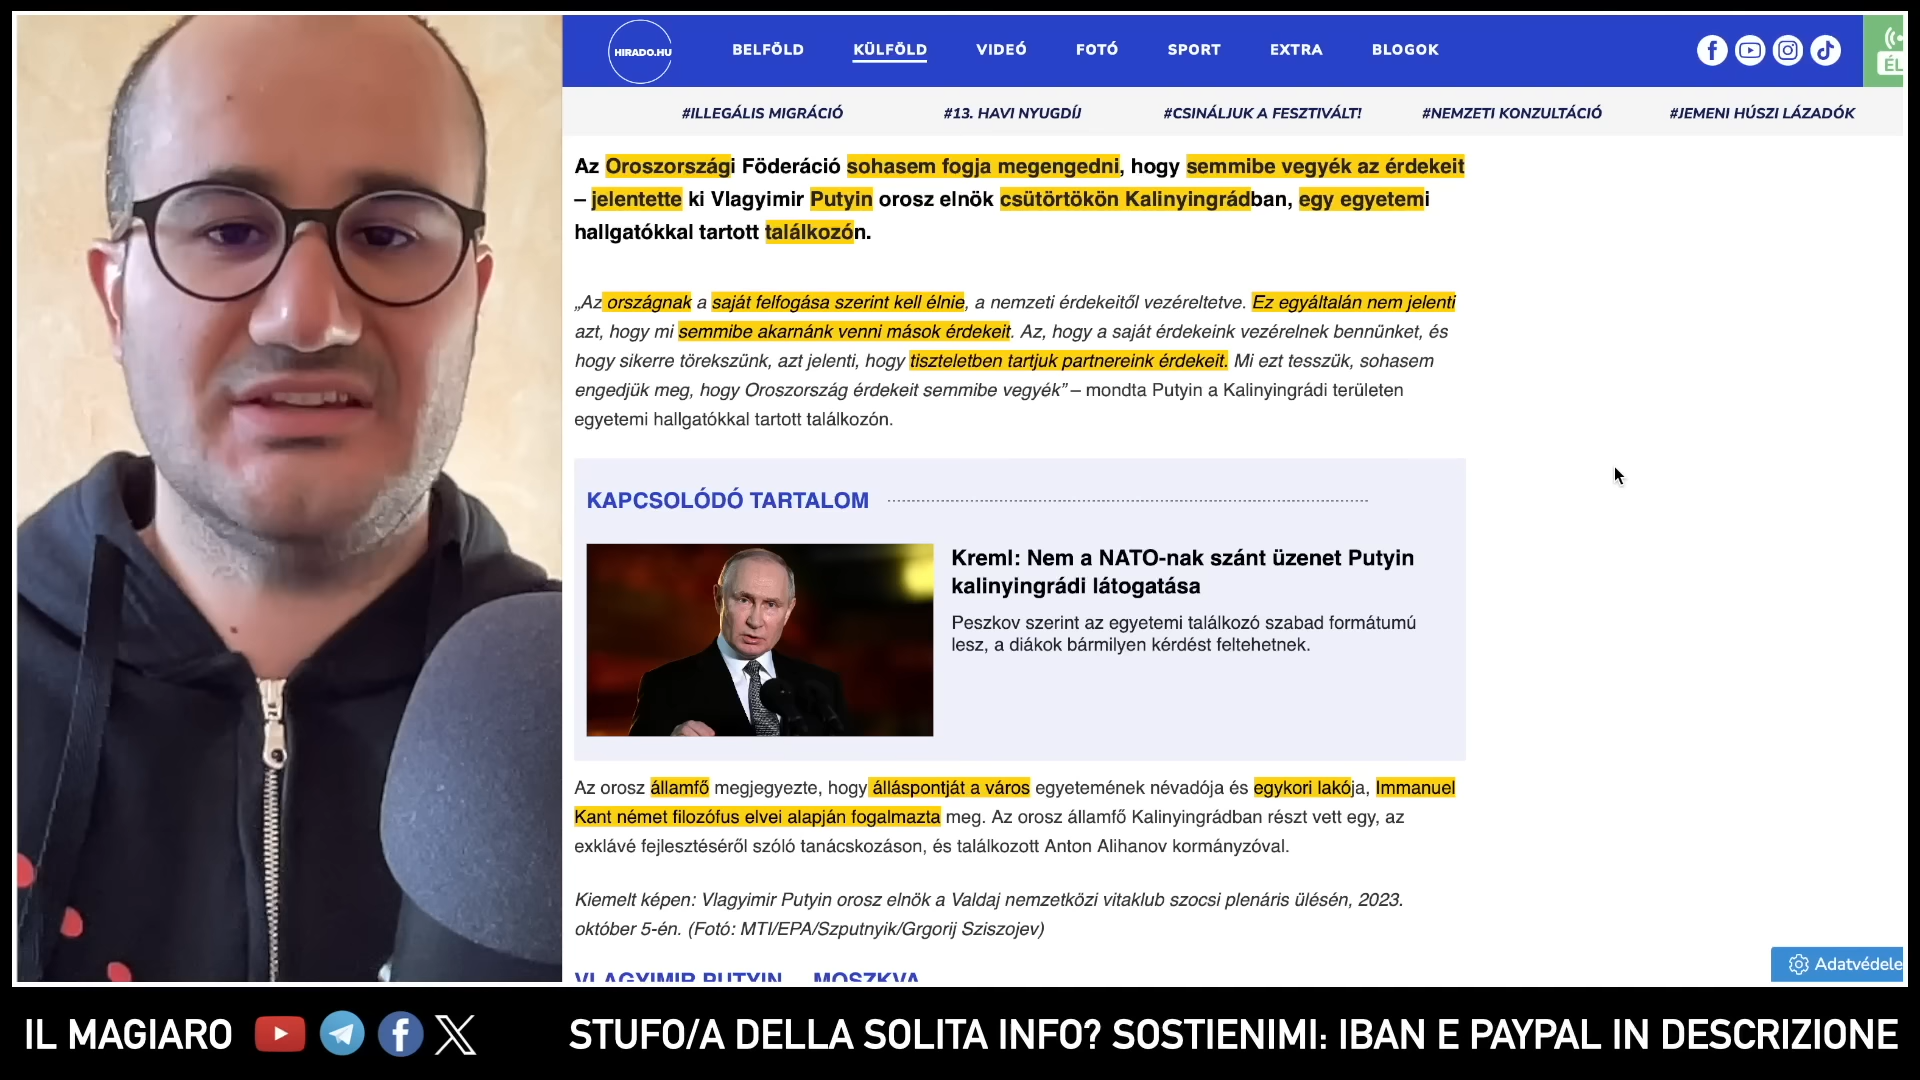 HIRADO.HU
BELFÖLD KÜLFÖLD VIDEÓ FOTÓ SPORT EXTRA BLOGOK
ÉL
#ILLEGÁLIS MIGRÁCIÓ #13. HAVI NYUGDÍJ #CSINÁLJUK A FESZTIVÁLT! #NEMZETI KONZULTÁCIÓ #JEMENI HÚSZI LÁZADÓK
Az Oroszországi Föderáció sohasem fogja megengedni, hogy semmibe vegyék az érdekeit
– jelentette ki Vlagyimir Putyin orosz elnök csütörtökön Kalinyingrádban, egy egyetemi
hallgatókkal tartott találkozón.
„Az országnak a saját felfogása szerint kell élnie, a nemzeti érdekeitől vezéreltetve. Ez egyáltalán nem jelenti
azt, hogy mi semmibe akarnánk venni mások érdekeit. Az, hogy a saját érdekeink vezérelnek bennünket, és
hogy sikerre törekszünk, azt jelenti, hogy tiszteletben tartjuk partnereink érdekeit. Mi ezt tesszük, sohasem
engedjük meg, hogy Oroszország érdekeit semmibe vegyék” – mondta Putyin a Kalinyingrádi területen
egyetemi hallgatókkal tartott találkozón.
KAPCSOLÓDÓ TARTALOM
Kreml: Nem a NATO-nak szánt üzenet Putyin
kalinyingrádi látogatása
Peszkov szerint az egyetemi találkozó szabad formátumú
lesz, a diákok bármilyen kérdést feltehetnek.
Az orosz államfő megjegyezte, hogy álláspontját a város egyetemének névadója és egykori lakója, Immanuel
Kant német filozófus elvei alapján fogalmazta meg. Az orosz államfő Kalinyingrádban részt vett egy, az
exklávé fejlesztéséről szóló tanácskozáson, és találkozott Anton Alihanov kormányzóval.
Kiemelt képen: Vlagyimir Putyin orosz elnök a Valdaj nemzetközi vitaklub szocsi plenáris ülésén, 2023.
október 5-én. (Fotó: MTI/EPA/Szputnyik/Grgorij Sziszojev)
VLAGYIMIR PUTYIN MOSZKVA
Adatvédele
IL MAGIARO STUFO/A DELLA SOLITA INFO? SOSTIENIMI: IBAN E PAYPAL IN DESCRIZIONE